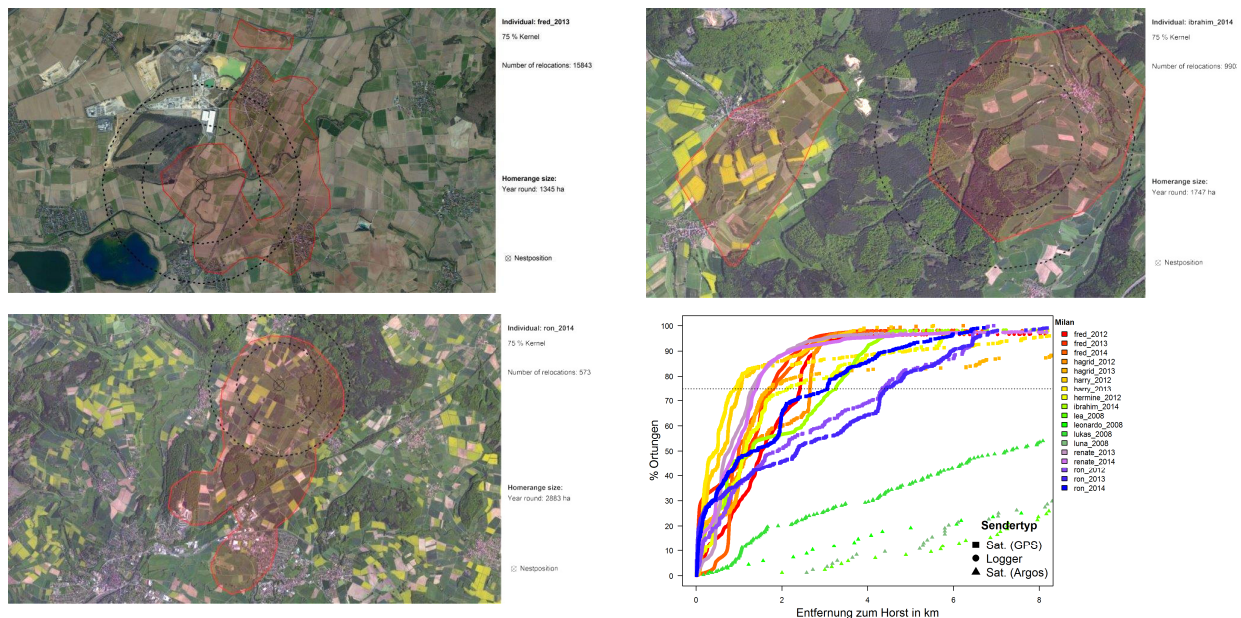 Individual: fred_2013
75 % Kernel
Number of relocations: 15843
Homerange size:
Year round: 1345 ha
Nestposition
Individual: ibrahim_2014
75 % Kernel
Number of relocations: 990
Homerange size:
Year round: 1747 ha
Nestposition
Individual: ron_2014
75 % Kernel
Number of relocations: 573
Homerange size:
Year round: 2883 ha
Nestposition
% Ortungen
100
90
80
70
60
50
40
30
20
10
0
0 2 4 6 8
Entfernung zum Horst in km
Sendertyp
Sat. (GPS)
Logger
Sat. (Argos)
Milan
fred_2012
fred_2013
fred_2014
hagrid_2012
hagrid_2013
harry_2012
harry_2013
hermine_2012
ibrahim_2014
lea_2008
leonardo_2008
lukas_2008
luna_2008
renate_2013
renate_2014
ron_2012
ron_2013
ron_2014